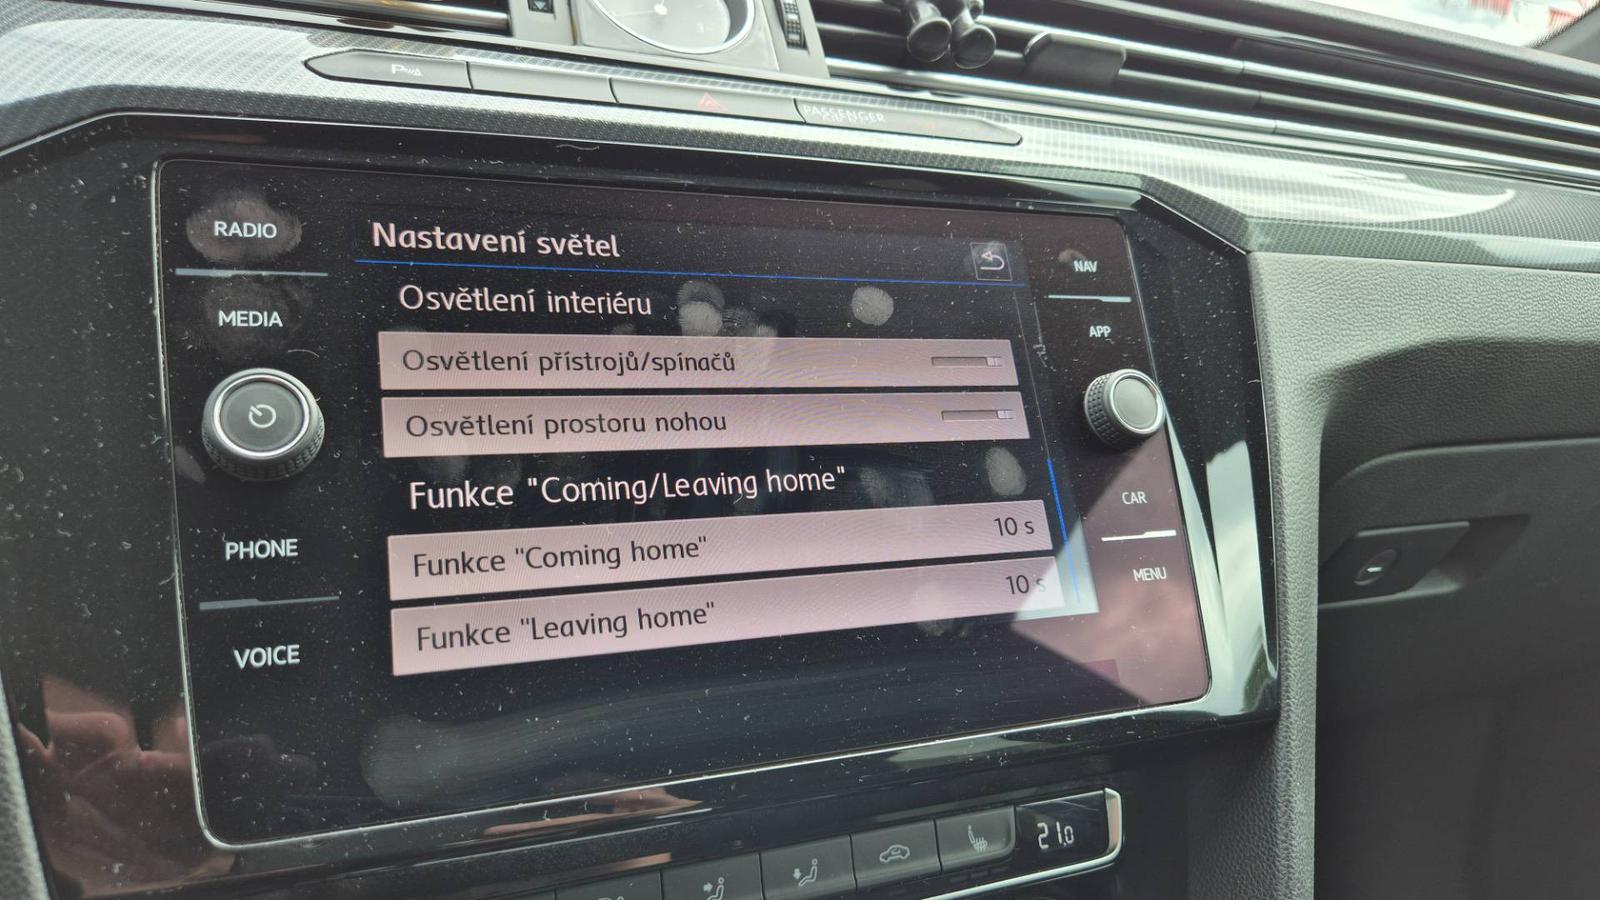 PASSENGER
RADIO
MEDIA
PHONE
VOICE
Nastavení světel
Osvětlení interiéru
Osvětlení přístrojů/spínačů
Osvětlení prostoru nohou
Funkce "Coming/Leaving home"
Funkce "Coming home" 10 s
Funkce "Leaving home" 10 s
NAV
APP
CAR
MENU
21.0